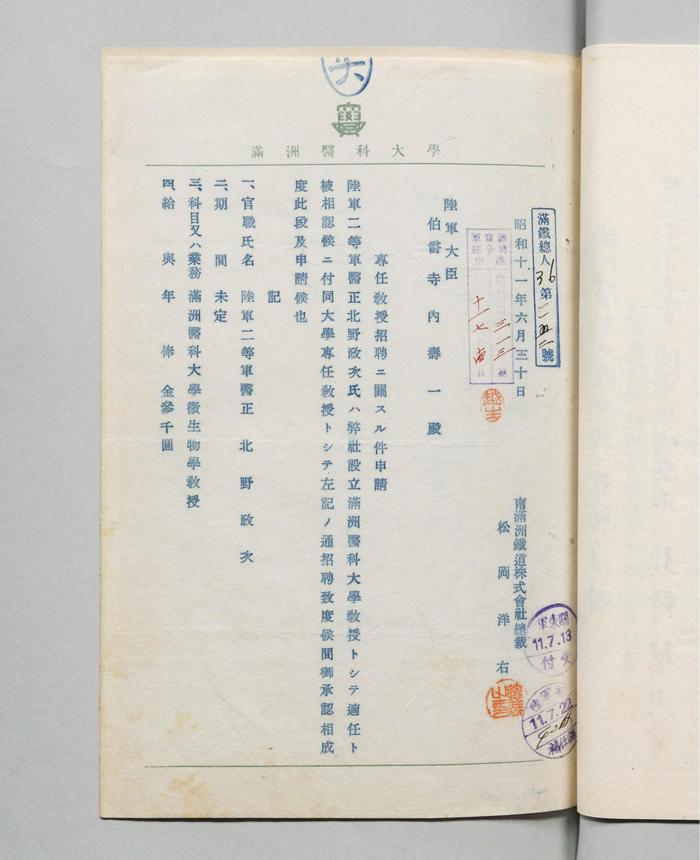 大
滿洲醫科大學
滿鐵總人36第二一五二號
昭和十一年六月三十日
南滿洲鐵道株式會社總裁
松岡洋右
陸軍大臣
伯爵寺內壽一殿
專任敎授招聘ニ關スル件申請
陸軍二等軍醫正北野政次氏ハ弊社設立滿洲醫科大學敎授トシテ適任ト
被相認候ニ付同大學專任敎授トシテ左記ノ通招聘致度候間御承認相成
度此段及申請候也
記
一、官職氏名 陸軍二等軍醫正 北野政次
二、期間 未定
三、科目又ハ業務 滿洲醫科大學微生物學敎授
四、給與年俸 金參千圓
關東軍
11.7.13
受付
11.7.22